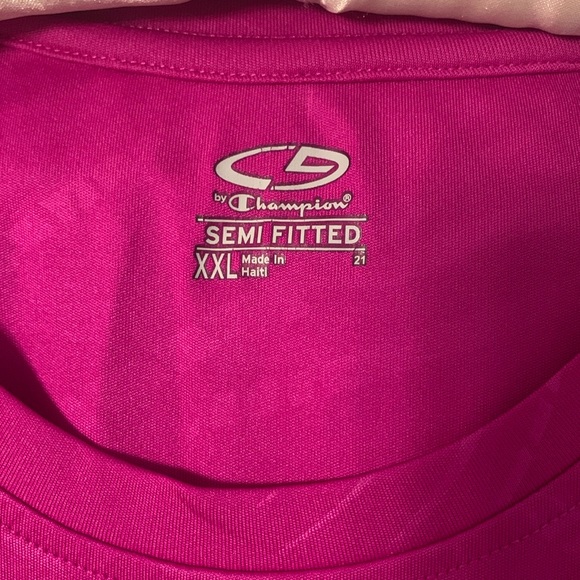 C9
by Champion®
SEMI FITTED
XXL Made In Haiti 21